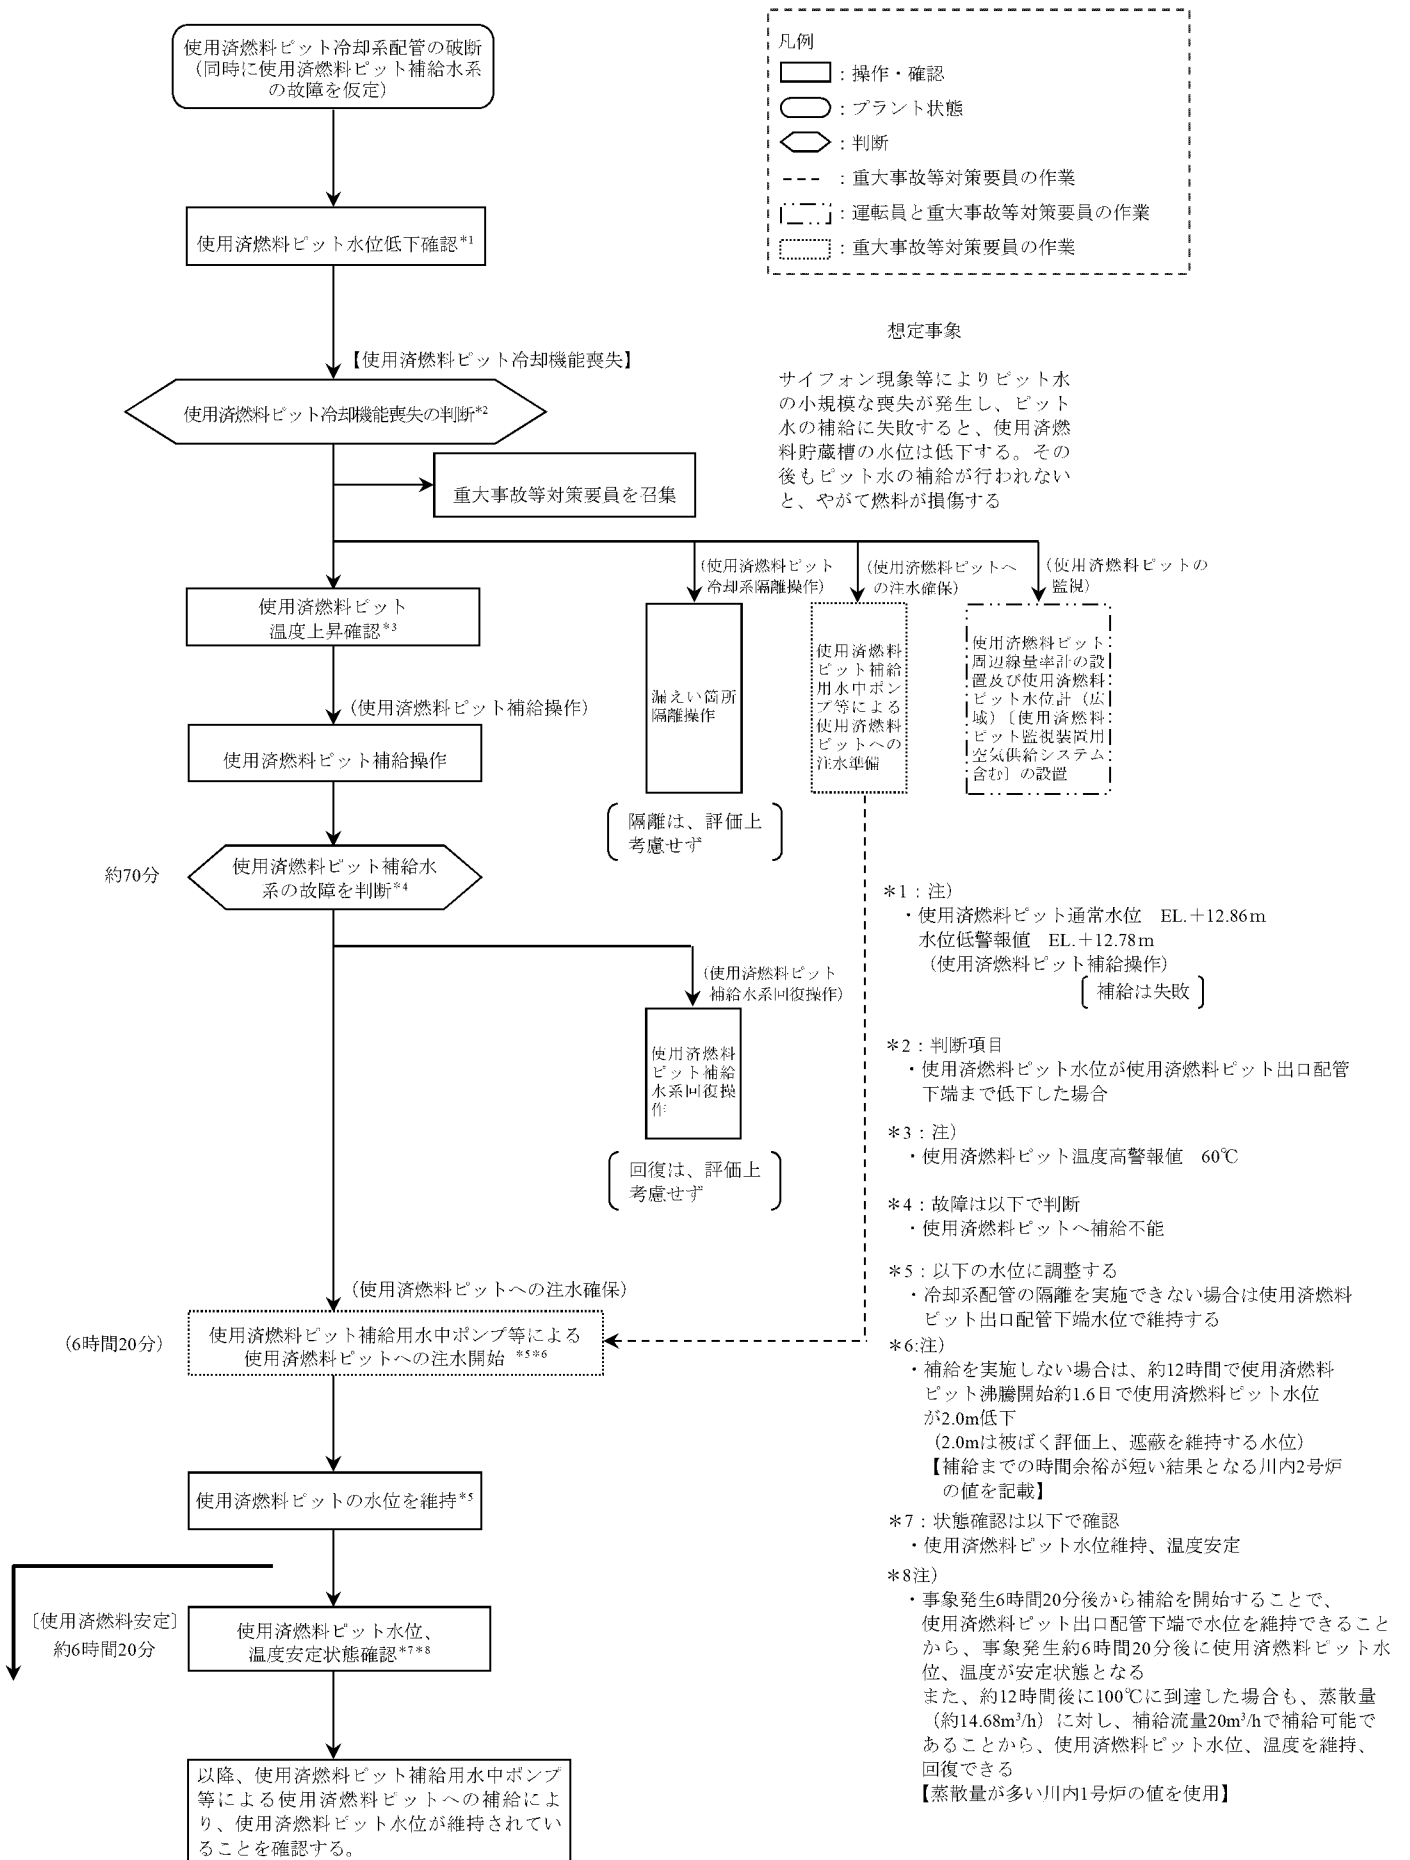 使用済燃料ピット冷却系配管の破断
（同時に使用済燃料ピット補給水系
の故障を仮定）
凡例
：操作・確認
：プラント状態
：判断
：重大事故等対策要員の作業
：運転員と重大事故等対策要員の作業
：重大事故等対策要員の作業
使用済燃料ピット水位低下確認*1
【使用済燃料ピット冷却機能喪失】
使用済燃料ピット冷却機能喪失の判断*2
重大事故等対策要員を召集
想定事象
サイフォン現象等によりピット水
の小規模な喪失が発生し、ピット
水の補給に失敗すると、使用済燃
料貯蔵槽の水位は低下する。その
後もピット水の補給が行われない
と、やがて燃料が損傷する
（使用済燃料ピット
冷却系隔離操作）
（使用済燃料ピットへ
の注水確保）
（使用済燃料ピットの
監視）
使用済燃料ピット
温度上昇確認*3
漏えい箇所
隔離操作
使用済燃料
ピット補給
用水中ポン
プ等による
使用済燃料
ピットへの
注水準備
使用済燃料ピット
周辺線量率計の設
置及び使用済燃料
ピット水位計（広
域）〔使用済燃料
ピット監視装置用
空気供給システム
含む〕の設置
（使用済燃料ピット補給操作）
使用済燃料ピット補給操作
隔離は、評価上
考慮せず
約70分
使用済燃料ピット補給水
系の故障を判断*4
（使用済燃料ピット
補給水系回復操作）
使用済燃料
ピット補給
水系回復操
作
回復は、評価上
考慮せず
＊1：注）
・使用済燃料ピット通常水位　EL.＋12.86m
水位低警報値　EL.＋12.78m
（使用済燃料ピット補給操作）
補給は失敗
＊2：判断項目
・使用済燃料ピット水位が使用済燃料ピット出口配管
下端まで低下した場合
＊3：注）
・使用済燃料ピット温度高警報値　60℃
＊4：故障は以下で判断
・使用済燃料ピットへ補給不能
＊5：以下の水位に調整する
・冷却系配管の隔離を実施できない場合は使用済燃料
ピット出口配管下端水位で維持する
＊6:注）
・補給を実施しない場合は、約12時間で使用済燃料
ピット沸騰開始約1.6日で使用済燃料ピット水位
が2.0m低下
（2.0mは被ばく評価上、遮蔽を維持する水位）
【補給までの時間余裕が短い結果となる川内2号炉
の値を記載】
＊7：状態確認は以下で確認
・使用済燃料ピット水位維持、温度安定
＊8注）
・事象発生6時間20分後から補給を開始することで、
使用済燃料ピット出口配管下端で水位を維持できること
から、事象発生約6時間20分後に使用済燃料ピット水
位、温度が安定状態となる
また、約12時間後に100℃に到達した場合も、蒸散量
（約14.68m³/h）に対し、補給流量20m³/hで補給可能で
あることから、使用済燃料ピット水位、温度を維持、
回復できる
【蒸散量が多い川内1号炉の値を使用】
（使用済燃料ピットへの注水確保）
（6時間20分）
使用済燃料ピット補給用水中ポンプ等による
使用済燃料ピットへの注水開始 *5*6
使用済燃料ピットの水位を維持*5
〔使用済燃料安定〕
約6時間20分
使用済燃料ピット水位、
温度安定状態確認*7*8
以降、使用済燃料ピット補給用水中ポンプ
等による使用済燃料ピットへの補給によ
り、使用済燃料ピット水位が維持されてい
ることを確認する。